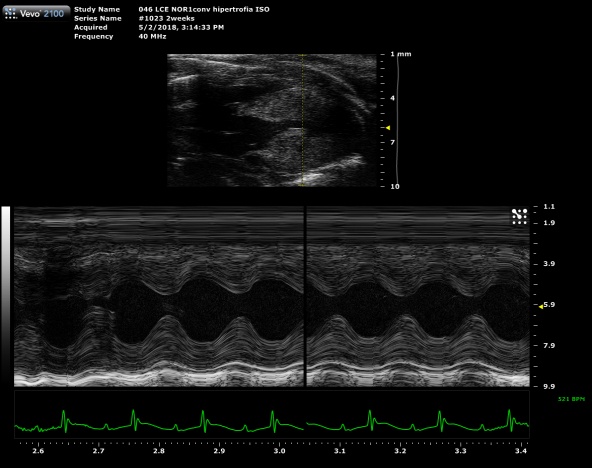 Vevo 2100
Study Name 046 LCE NOR1conv hipertrofia ISO
Series Name #1023 2weeks
Acquired 5/2/2018, 3:14:33 PM
Frequency 40 MHz
1 mm
4
7
10
1.1
1.9
3.9
5.9
7.9
9.9
521 BPM
2.6 2.7 2.8 2.9 3.0 3.1 3.2 3.3 3.4